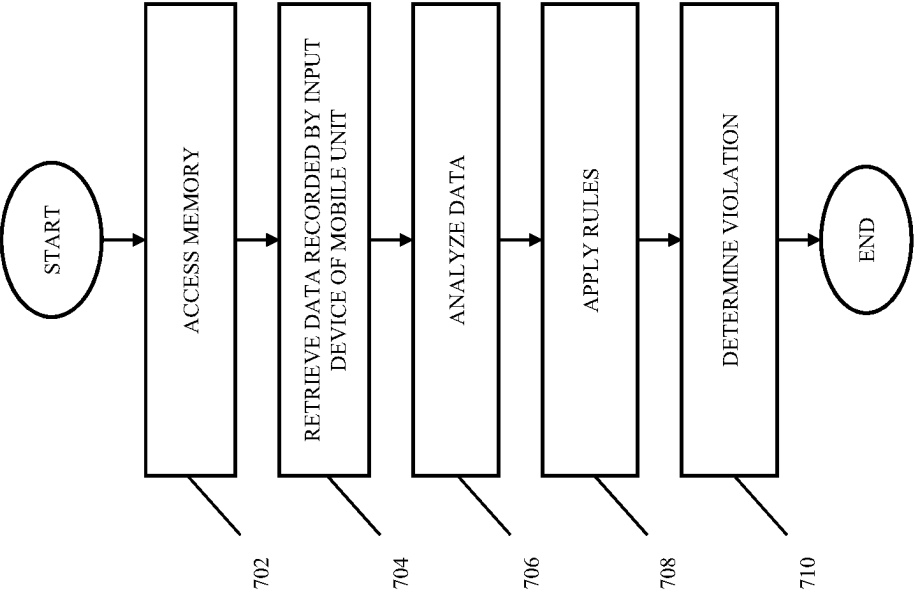 START
ACCESS MEMORY
702
RETRIEVE DATA RECORDED BY INPUT
DEVICE OF MOBILE UNIT
704
ANALYZE DATA
706
APPLY RULES
708
DETERMINE VIOLATION
710
END